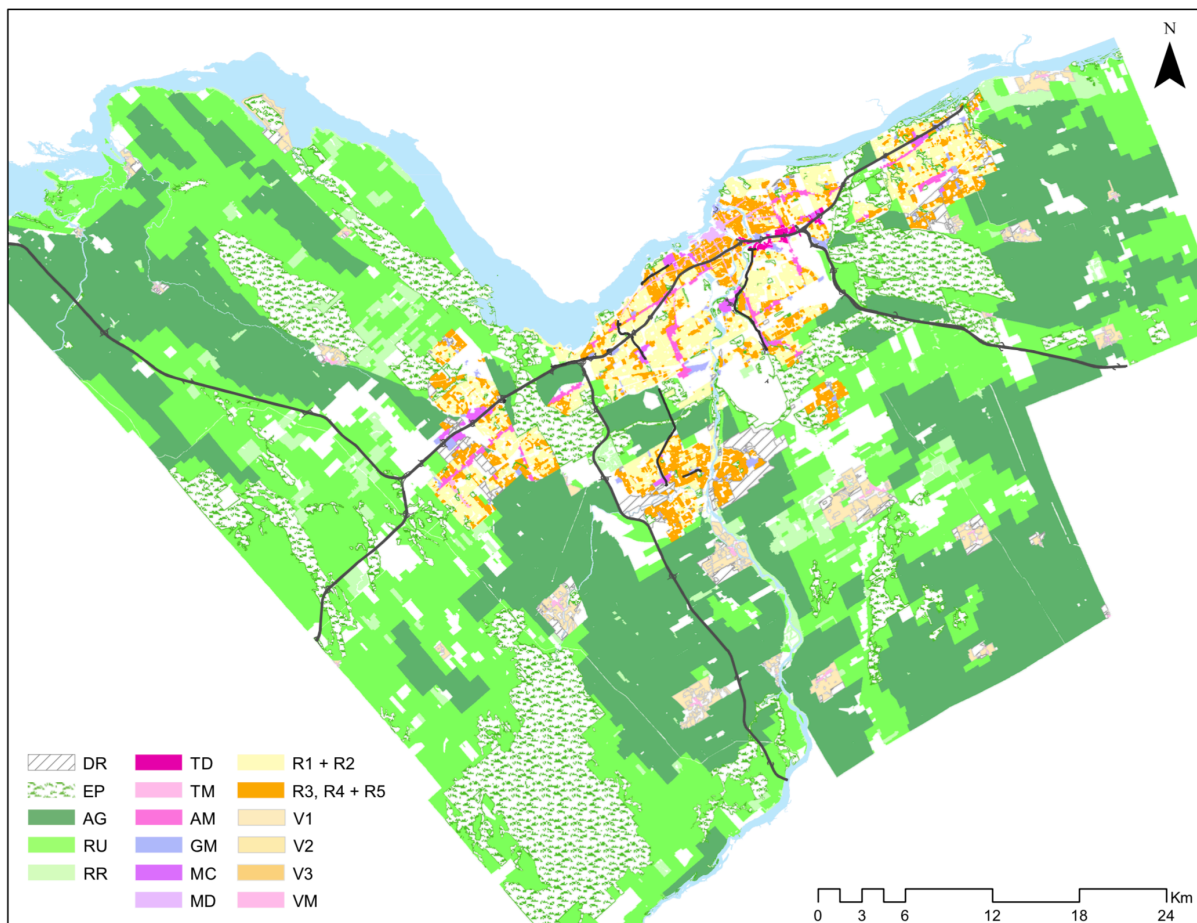 N
DR
EP
AG
RU
RR
TD
TM
AM
GM
MC
MD
R1 + R2
R3, R4 + R5
V1
V2
V3
VM
Km
0 3 6 12 18 24